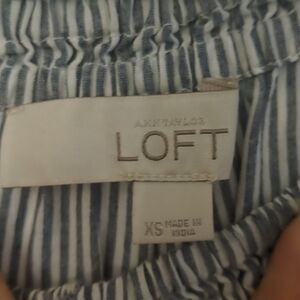 ANN TAYLOR
LOFT
XS MADE IN
INDIA